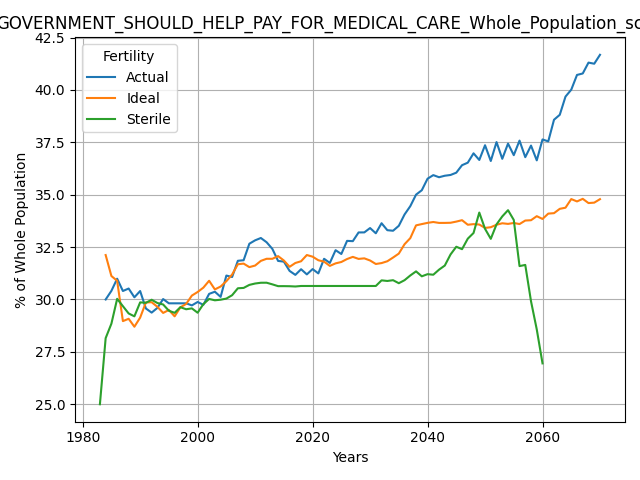 GOVERNMENT_SHOULD_HELP_PAY_FOR_MEDICAL_CARE_Whole_Population_sc
42.5
40.0
37.5
35.0
32.5
30.0
27.5
25.0
% of Whole Population
Fertility
Actual
Ideal
Sterile
1980 2000 2020 2040 2060
Years